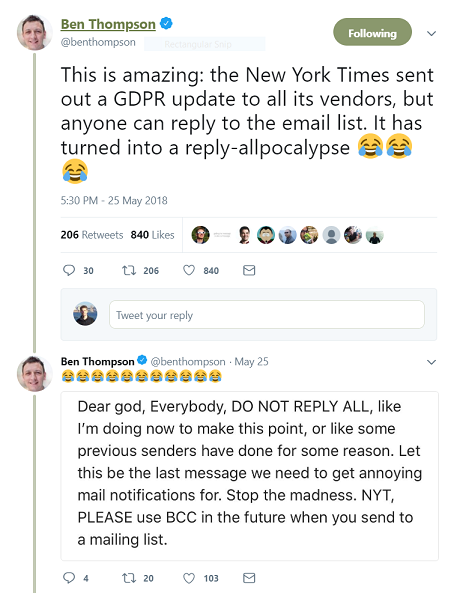 Ben Thompson
@benthompson
Rectangular Snip
Following
This is amazing: the New York Times sent
out a GDPR update to all its vendors, but
anyone can reply to the email list. It has
turned into a reply-allpocalypse 😂😂
😂
5:30 PM - 25 May 2018
206 Retweets 840 Likes
30 206 840
Tweet your reply
Ben Thompson @benthompson · May 25
😂😂😂😂😂😂😂😂😂😂😂
Dear god, Everybody, DO NOT REPLY ALL, like
I'm doing now to make this point, or like some
previous senders have done for some reason. Let
this be the last message we need to get annoying
mail notifications for. Stop the madness. NYT,
PLEASE use BCC in the future when you send to
a mailing list.
4 20 103